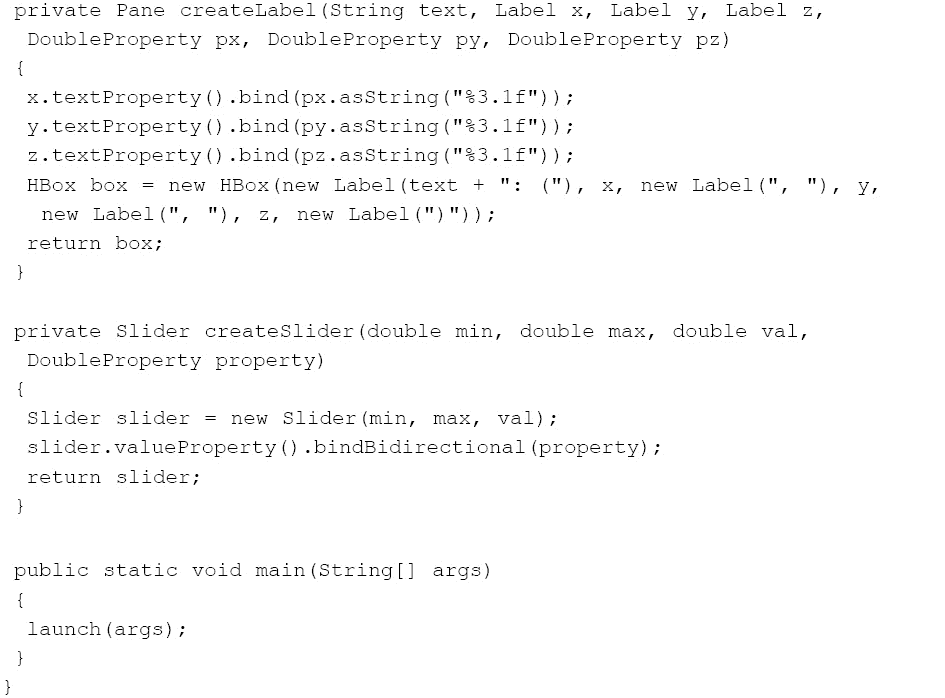 private Pane createLabel(String text, Label x, Label y, Label z,
DoubleProperty px, DoubleProperty py, DoubleProperty pz)
{
x.textProperty().bind(px.asString("%3.1f"));
y.textProperty().bind(py.asString("%3.1f"));
z.textProperty().bind(pz.asString("%3.1f"));
HBox box = new HBox(new Label(text + ": ("), x, new Label(", "), y,
new Label(", "), z, new Label(")"));
return box;
}
private Slider createSlider(double min, double max, double val,
DoubleProperty property)
{
Slider slider = new Slider(min, max, val);
slider.valueProperty().bindBidirectional(property);
return slider;
}
public static void main(String[] args)
{
launch(args);
}
}